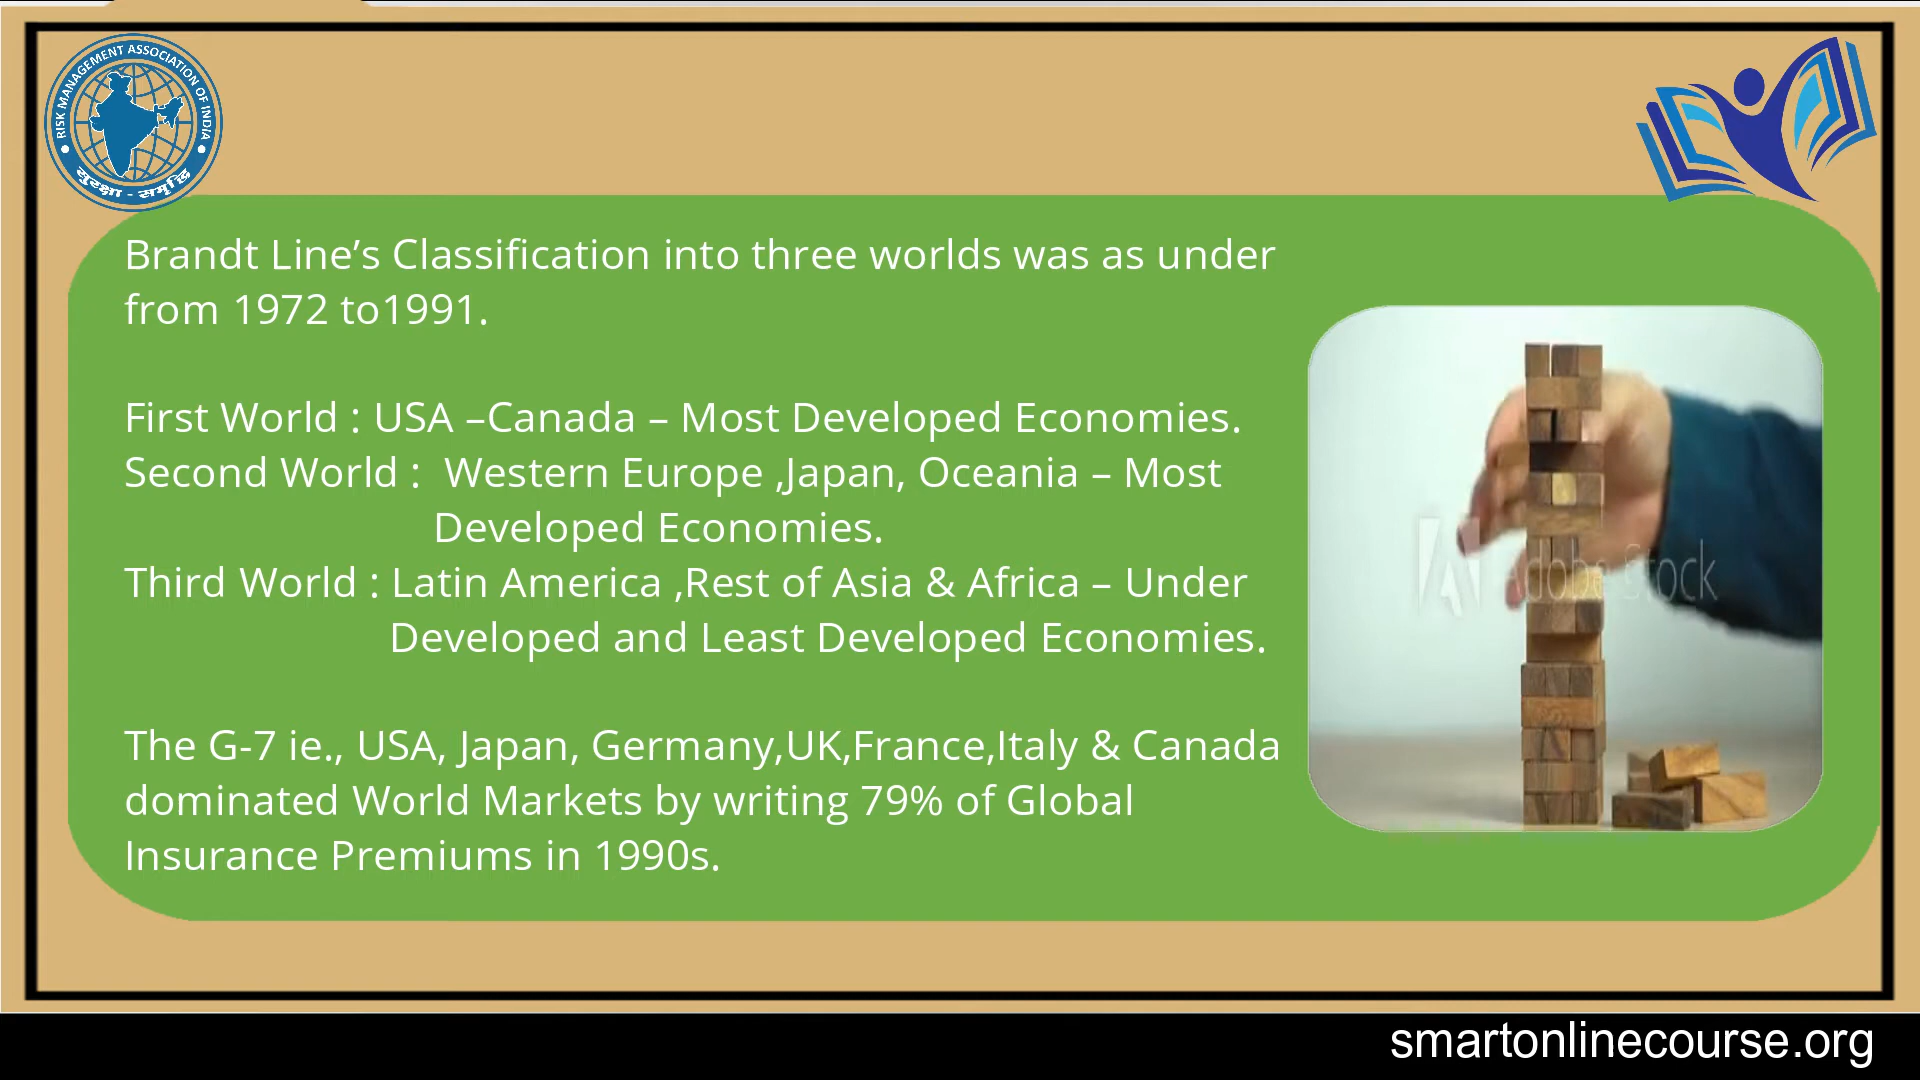 RISK MANAGEMENT ASSOCIATION OF INDIA
सुरक्षा - समृद्धि
Brandt Line’s Classification into three worlds was as under
from 1972 to1991.
First World : USA –Canada – Most Developed Economies.
Second World :  Western Europe ,Japan, Oceania – Most
Developed Economies.
Third World : Latin America ,Rest of Asia & Africa – Under
Developed and Least Developed Economies.
The G-7 ie., USA, Japan, Germany,UK,France,Italy & Canada
dominated World Markets by writing 79% of Global
Insurance Premiums in 1990s.
Adobe Stock
smartonlinecourse.org